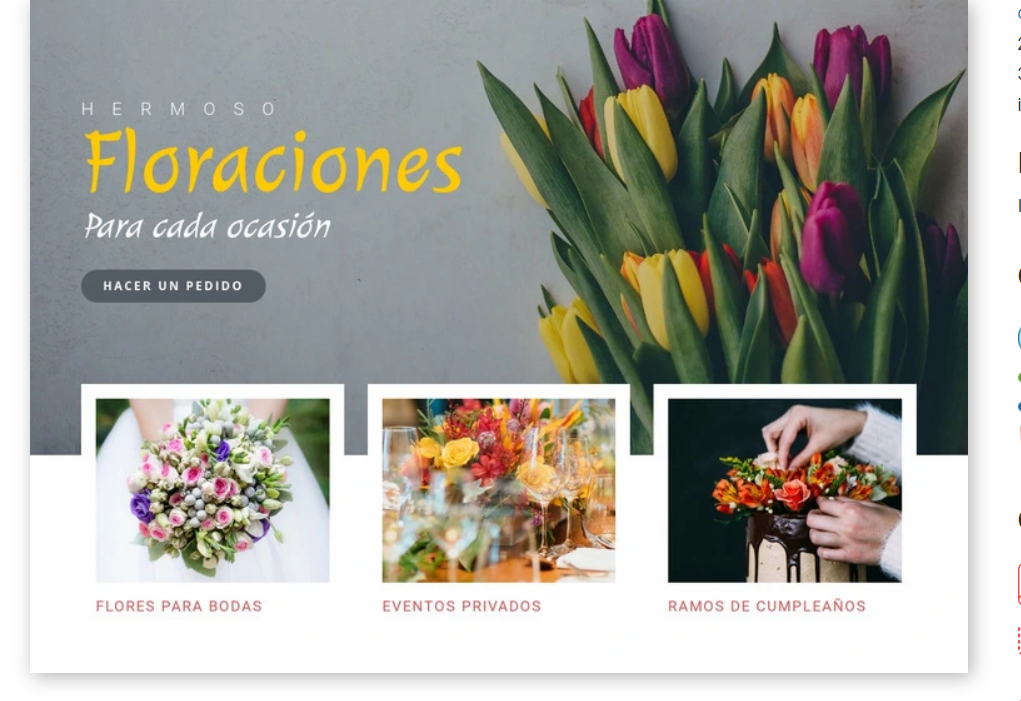 HERMOSO
Floraciones
Para cada ocasión
HACER UN PEDIDO
FLORES PARA BODAS
EVENTOS PRIVADOS
RAMOS DE CUMPLEAÑOS